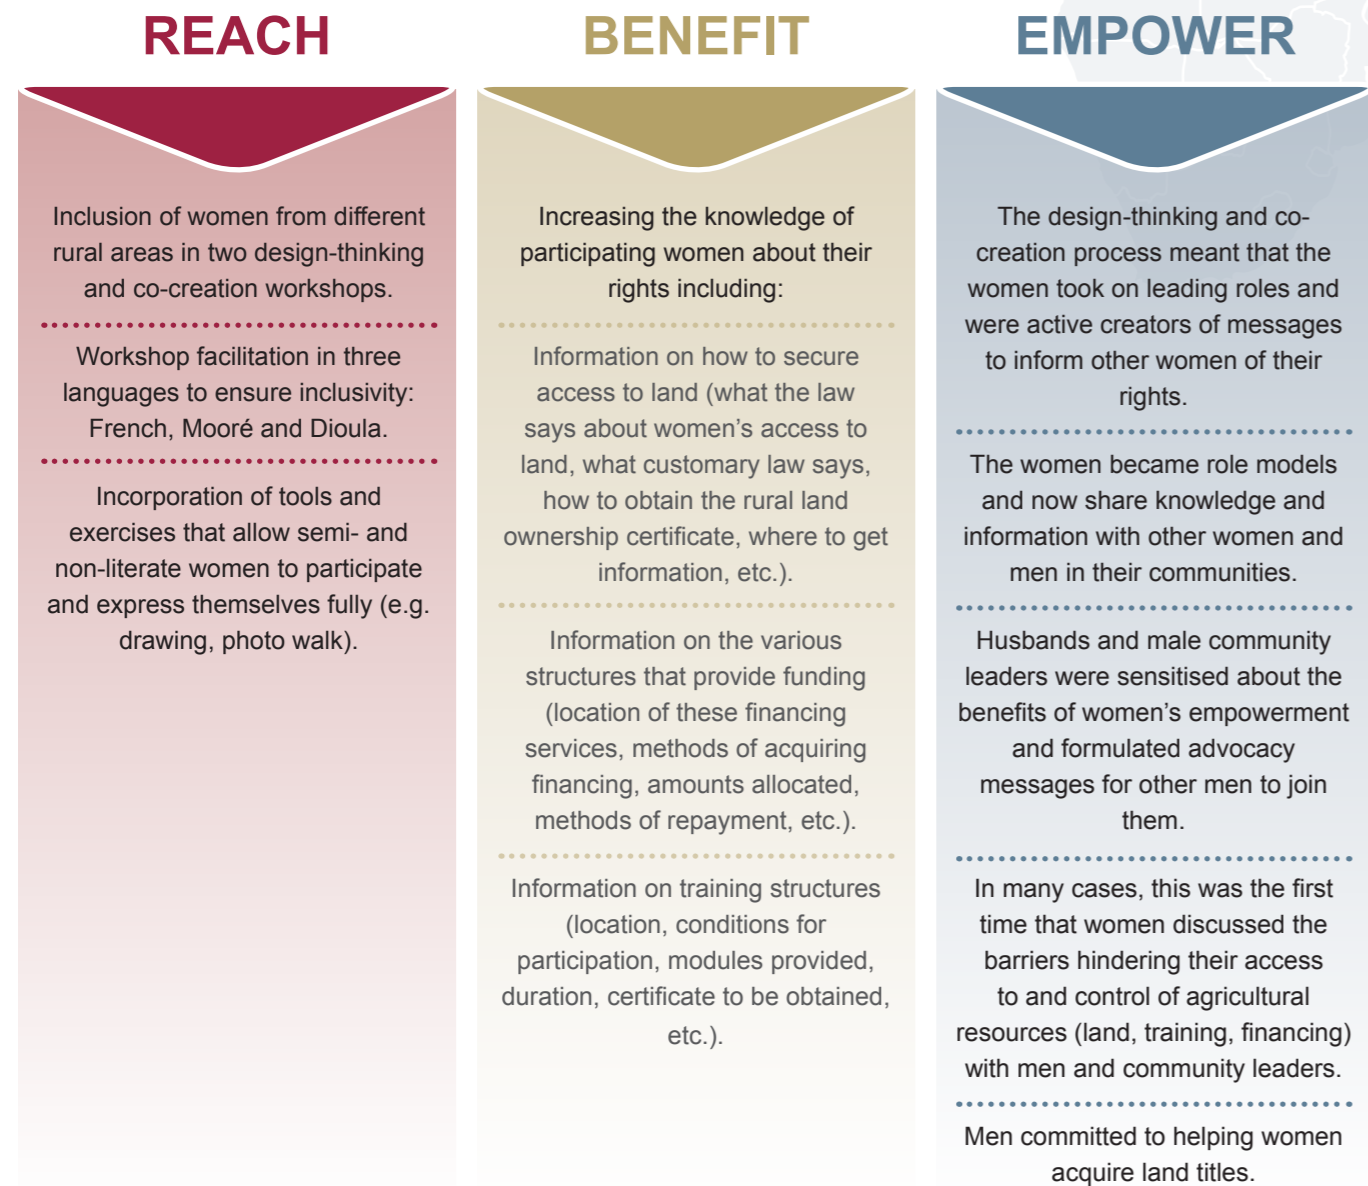 REACH
Inclusion of women from different
rural areas in two design-thinking
and co-creation workshops.
Workshop facilitation in three
languages to ensure inclusivity:
French, Mooré and Dioula.
Incorporation of tools and
exercises that allow semi- and
non-literate women to participate
and express themselves fully (e.g.
drawing, photo walk).
BENEFIT
Increasing the knowledge of
participating women about their
rights including:
Information on how to secure
access to land (what the law
says about women’s access to
land, what customary law says,
how to obtain the rural land
ownership certificate, where to get
information, etc.).
Information on the various
structures that provide funding
(location of these financing
services, methods of acquiring
financing, amounts allocated,
methods of repayment, etc.).
Information on training structures
(location, conditions for
participation, modules provided,
duration, certificate to be obtained,
etc.).
EMPOWER
The design-thinking and co-
creation process meant that the
women took on leading roles and
were active creators of messages
to inform other women of their
rights.
The women became role models
and now share knowledge and
information with other women and
men in their communities.
Husbands and male community
leaders were sensitised about the
benefits of women’s empowerment
and formulated advocacy
messages for other men to join
them.
In many cases, this was the first
time that women discussed the
barriers hindering their access
to and control of agricultural
resources (land, training, financing)
with men and community leaders.
Men committed to helping women
acquire land titles.